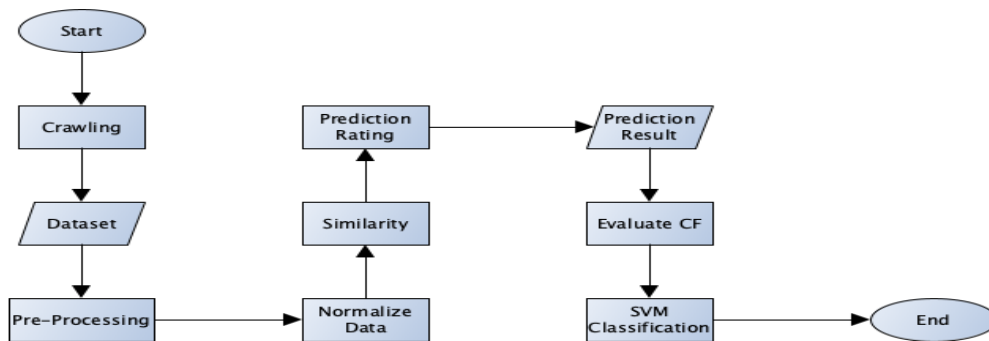 Start
Crawling
Dataset
Pre-Processing
Normalize
Data
Similarity
Prediction
Rating
Prediction
Result
Evaluate CF
SVM
Classification
End